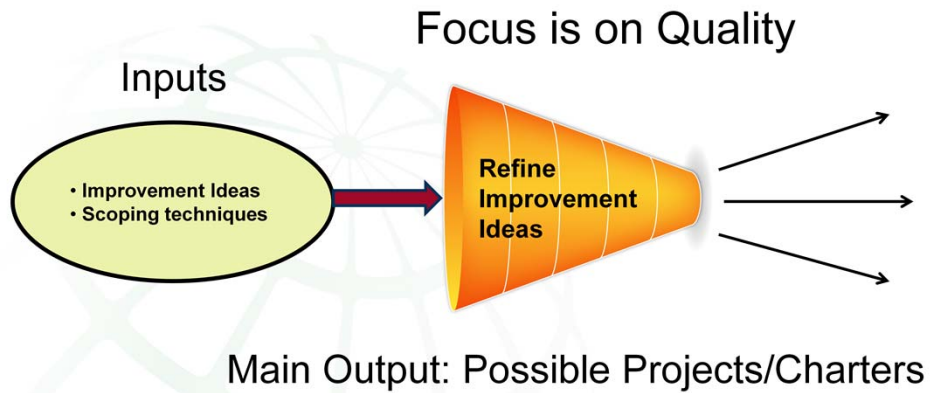 Focus is on Quality
Inputs
• Improvement Ideas
• Scoping techniques
Refine
Improvement
Ideas
Main Output: Possible Projects/Charters